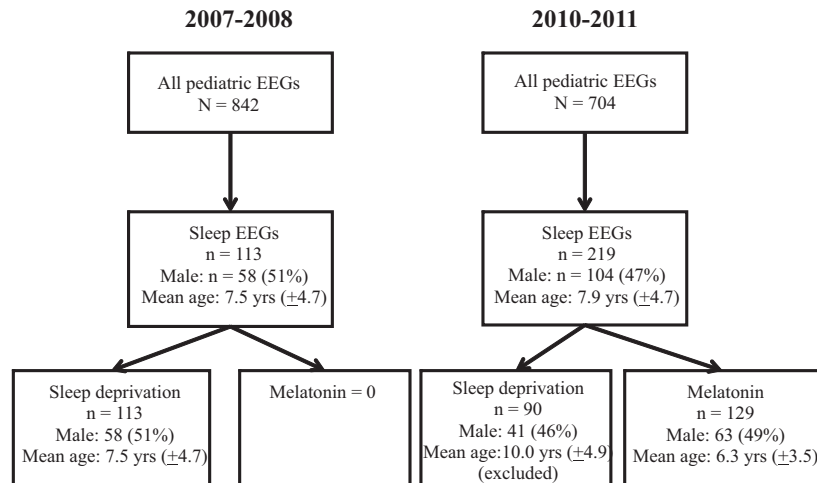 2007-2008
All pediatric EEGs
N = 842
Sleep EEGs
n = 113
Male: n = 58 (51%)
Mean age: 7.5 yrs (±4.7)
Sleep deprivation
n = 113
Male: 58 (51%)
Mean age: 7.5 yrs (±4.7)
Melatonin = 0
2010-2011
All pediatric EEGs
N = 704
Sleep EEGs
n = 219
Male: n = 104 (47%)
Mean age: 7.9 yrs (±4.7)
Sleep deprivation
n = 90
Male: 41 (46%)
Mean age:10.0 yrs (±4.9)
(excluded)
Melatonin
n = 129
Male: 63 (49%)
Mean age: 6.3 yrs (±3.5)